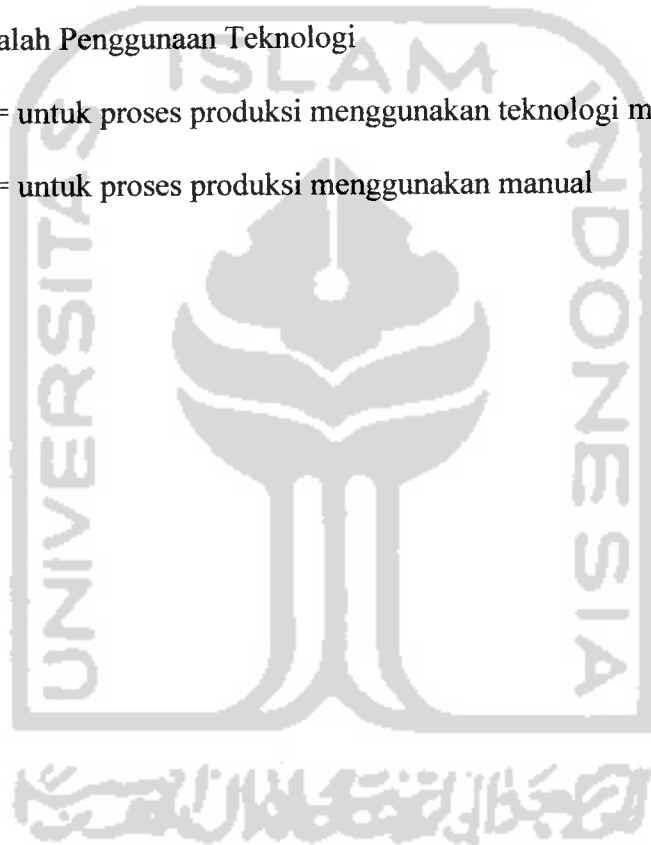 alah Penggunaan Teknologi
= untuk proses produksi menggunakan teknologi m
= untuk proses produksi menggunakan manual
UNIVERSITAS
ISLAM
INDONESIA